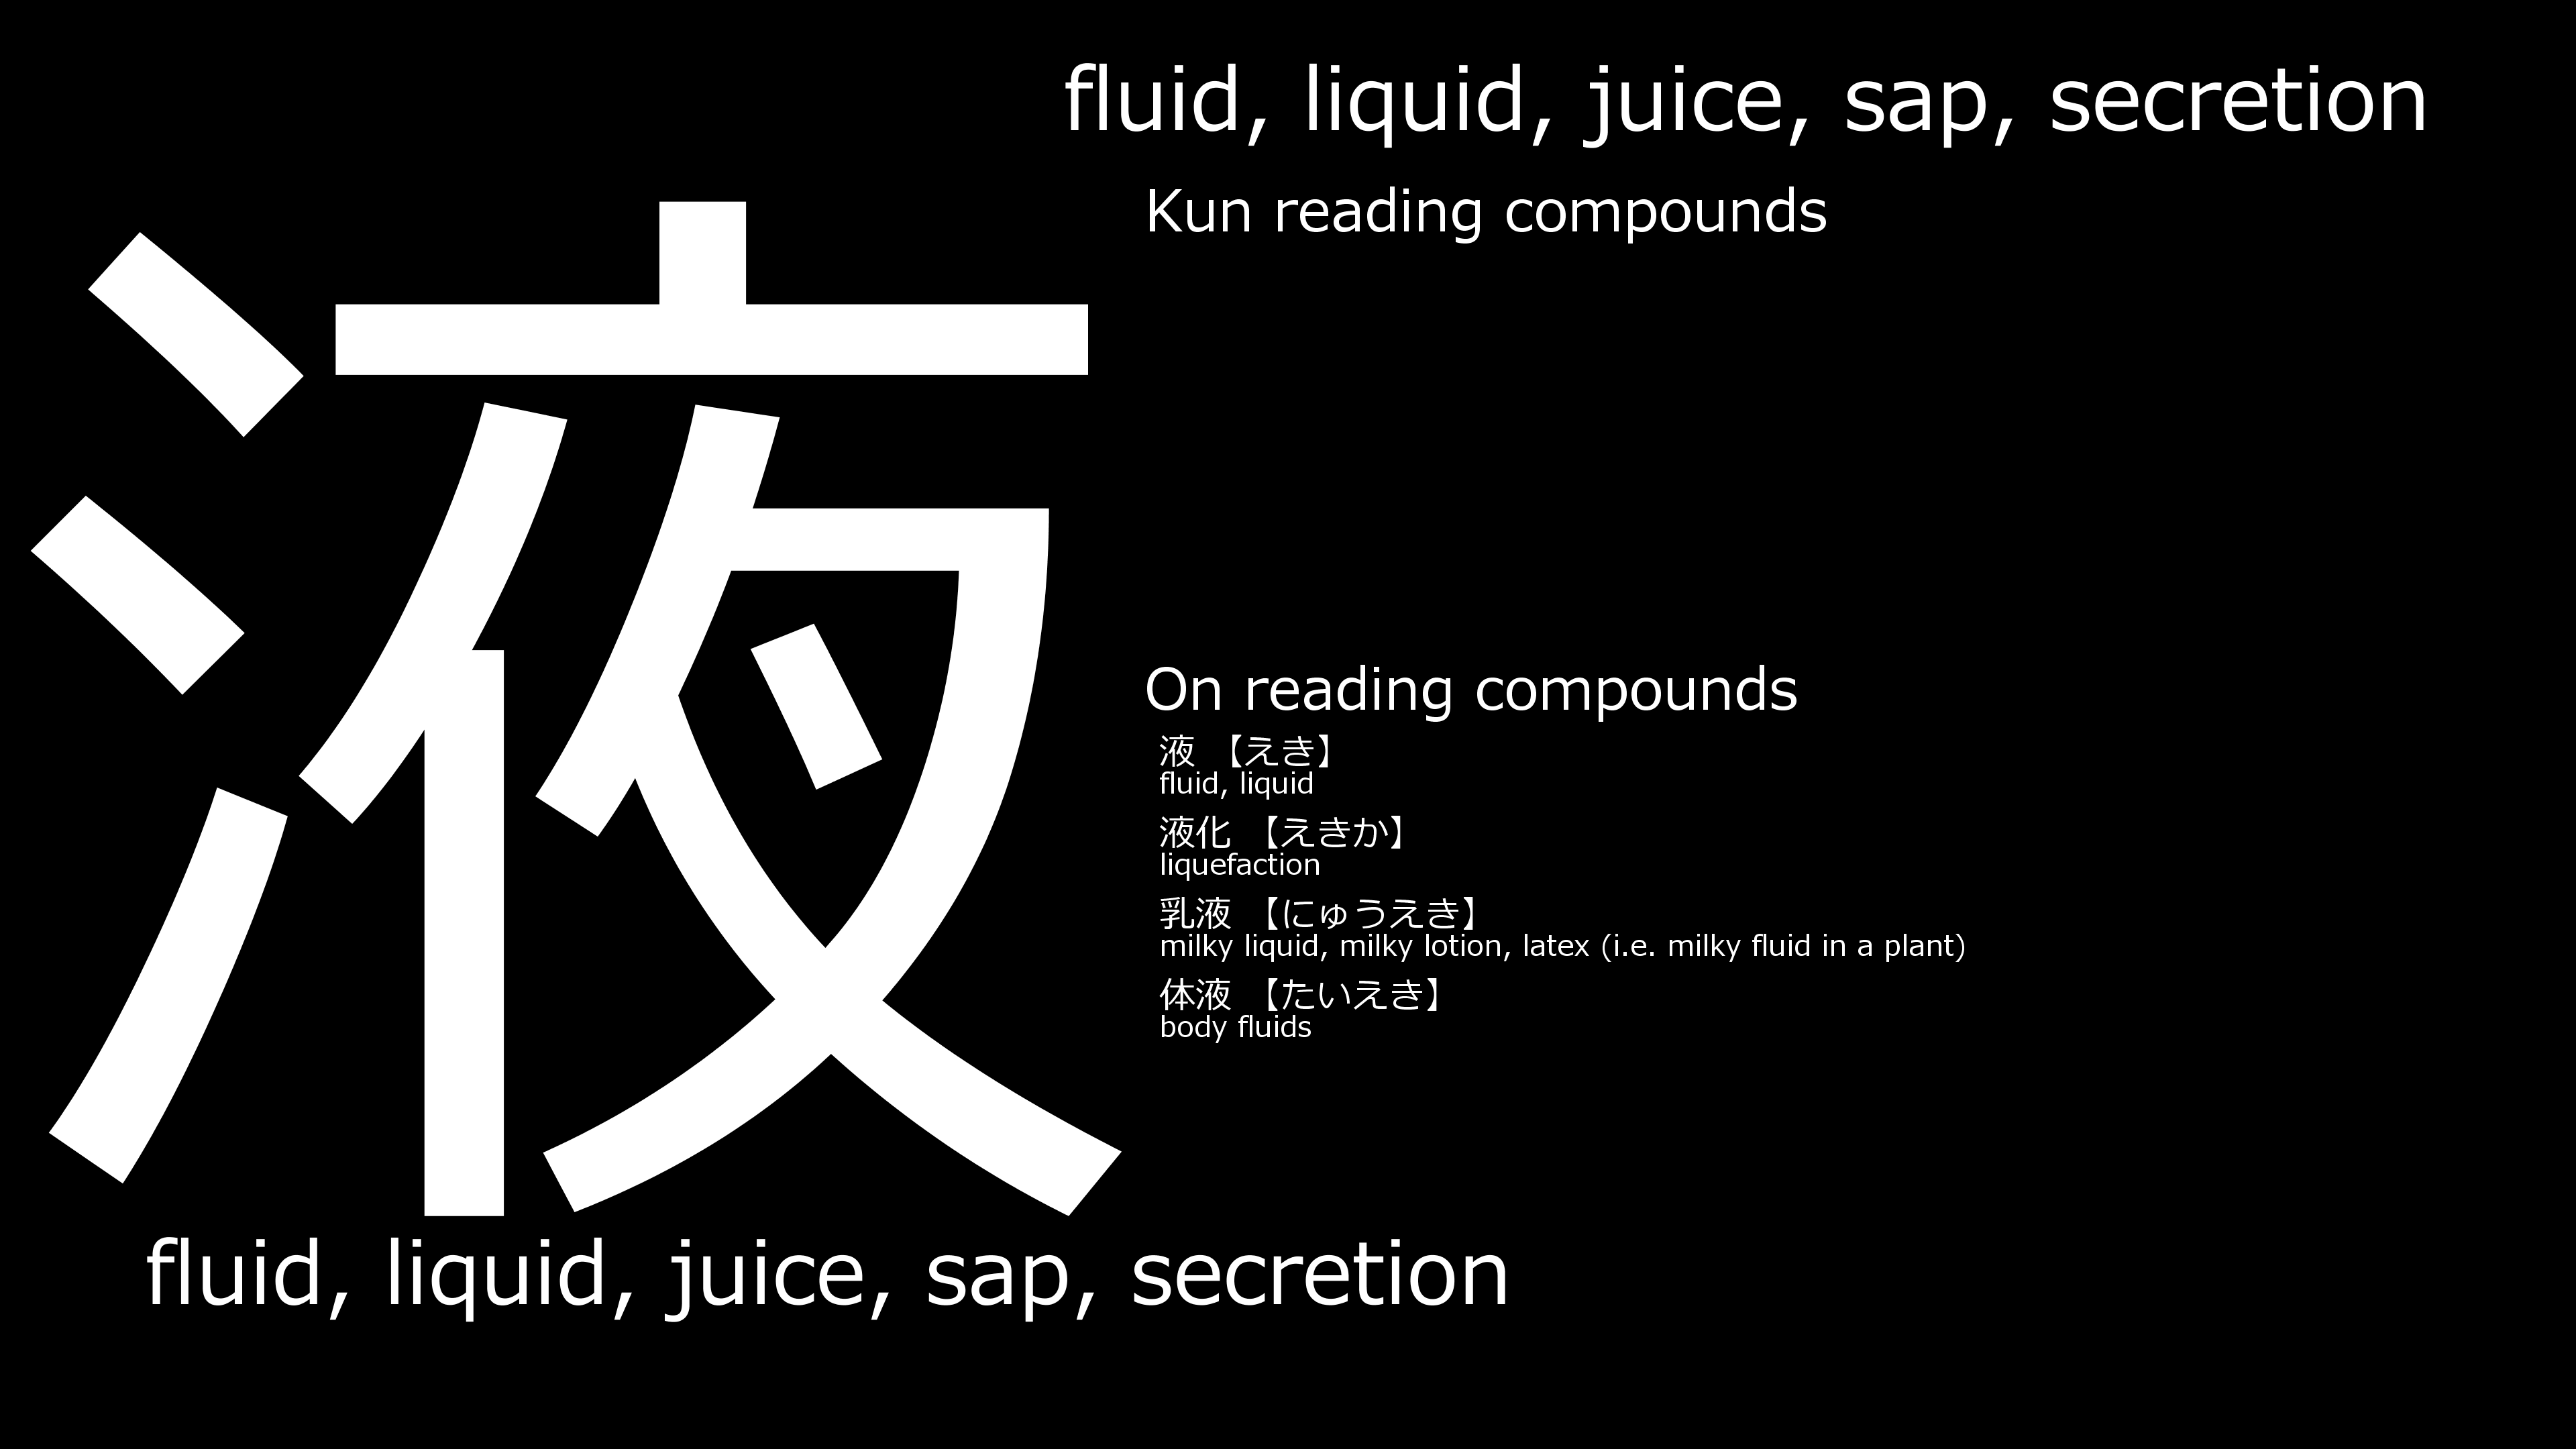 液
fluid, liquid, juice, sap, secretion
fluid, liquid, juice, sap, secretion
Kun reading compounds
On reading compounds
液 【えき】
fluid, liquid
液化 【えきか】
liquefaction
乳液 【にゅうえき】
milky liquid, milky lotion, latex (i.e. milky fluid in a plant)
体液 【たいえき】
body fluids